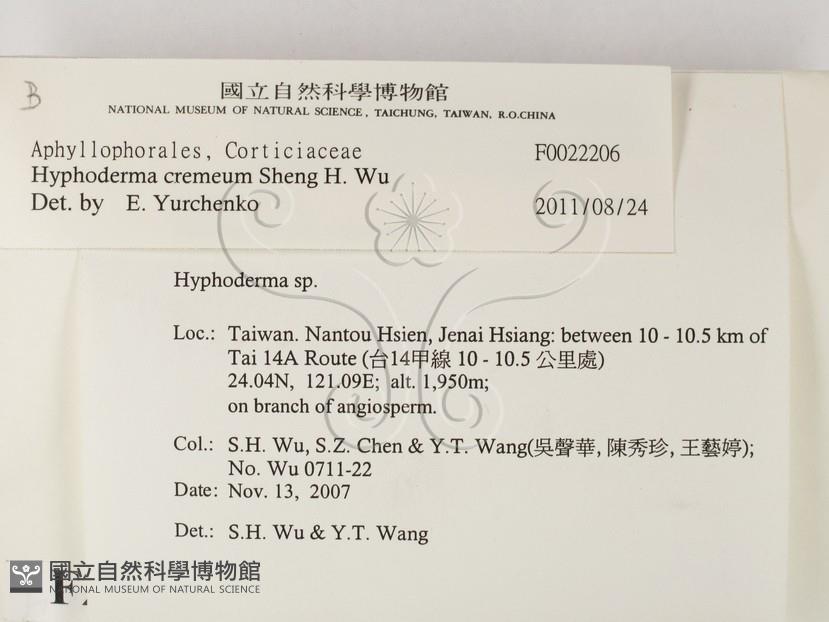 B
國立自然科學博物館
NATIONAL MUSEUM OF NATURAL SCIENCE, TAICHUNG, TAIWAN, R.O.CHINA
Aphyllophorales, Corticiaceae F0022206
Hyphoderma cremeum Sheng H. Wu
Det. by E. Yurchenko 2011/08/24
Hyphoderma sp.
Loc.: Taiwan. Nantou Hsien, Jenai Hsiang: between 10 - 10.5 km of
Tai 14A Route (台14甲線 10 - 10.5 公里處)
24.04N, 121.09E; alt. 1,950m;
on branch of angiosperm.
Col.: S.H. Wu, S.Z. Chen & Y.T. Wang(吳聲華, 陳秀珍, 王藝婷);
No. Wu 0711-22
Date: Nov. 13, 2007
Det.: S.H. Wu & Y.T. Wang
國立自然科學博物館
NATIONAL MUSEUM OF NATURAL SCIENCE